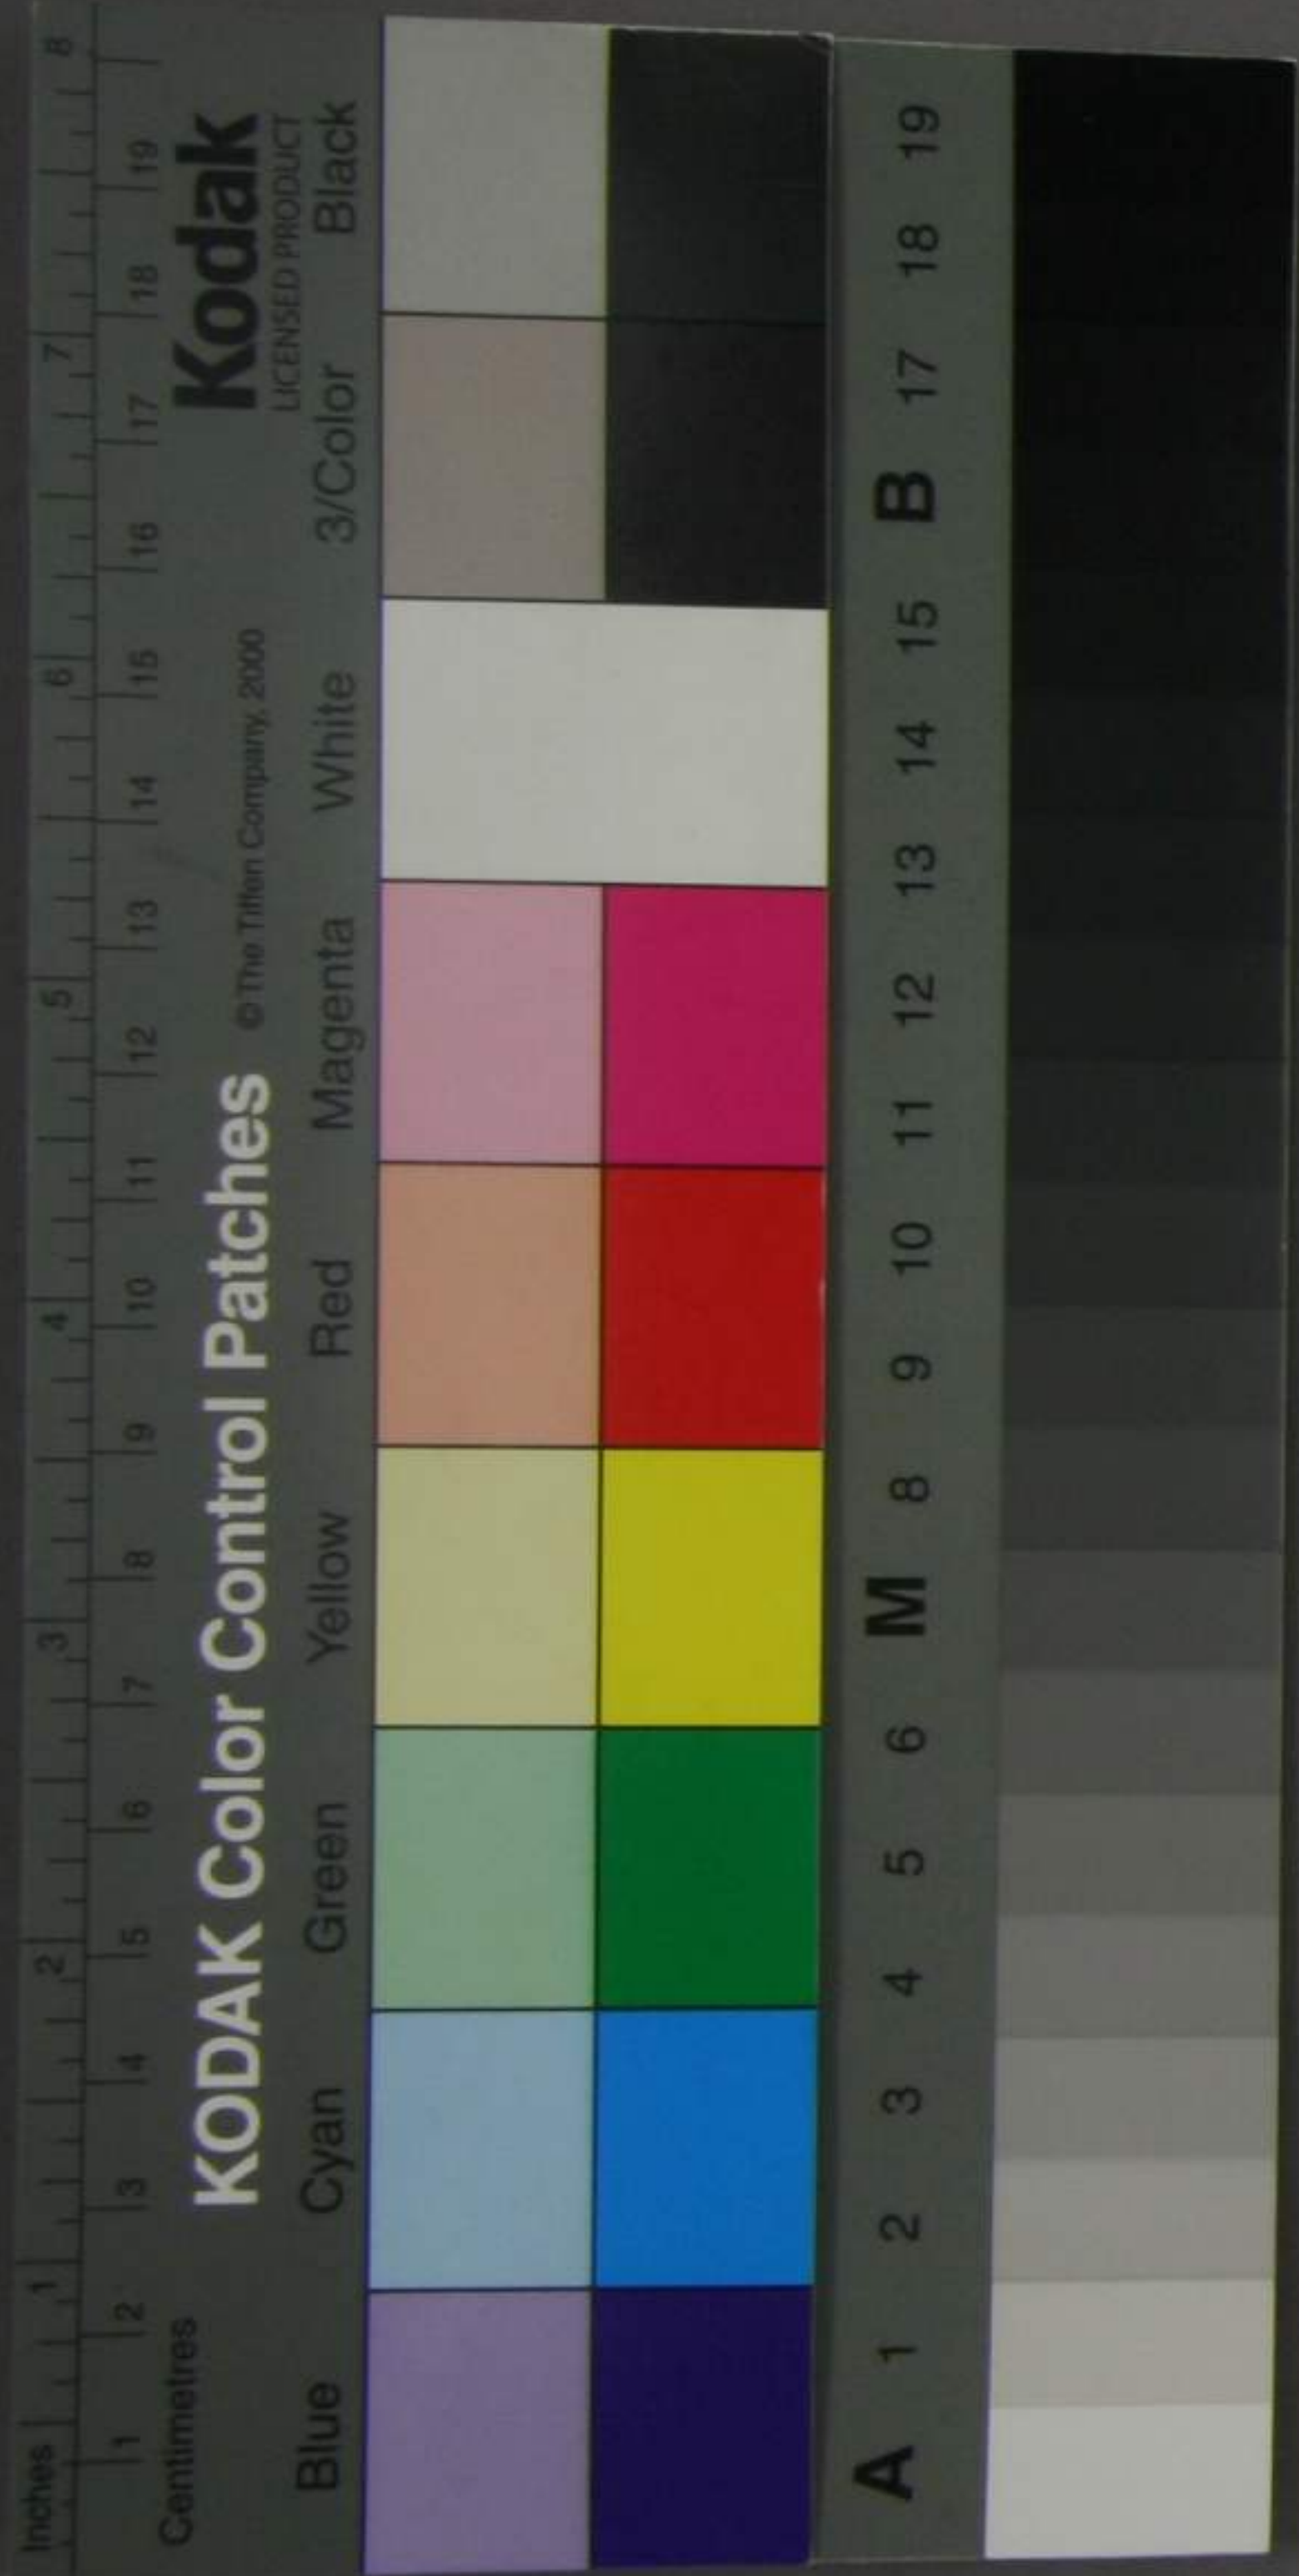 Inches 1 2 3 4 5 6 7 8
1 2 3 4 5 6 7 8 9 10 11 12 13 14 15 16 17 18 19
Centimetres
KODAK Color Control Patches © The Tiffen Company, 2000 Kodak
LICENSED PRODUCT
Blue Cyan Green Yellow Red Magenta White 3/Color Black
A 1 2 3 4 5 6 M 8 9 10 11 12 13 14 15 B 17 18 19